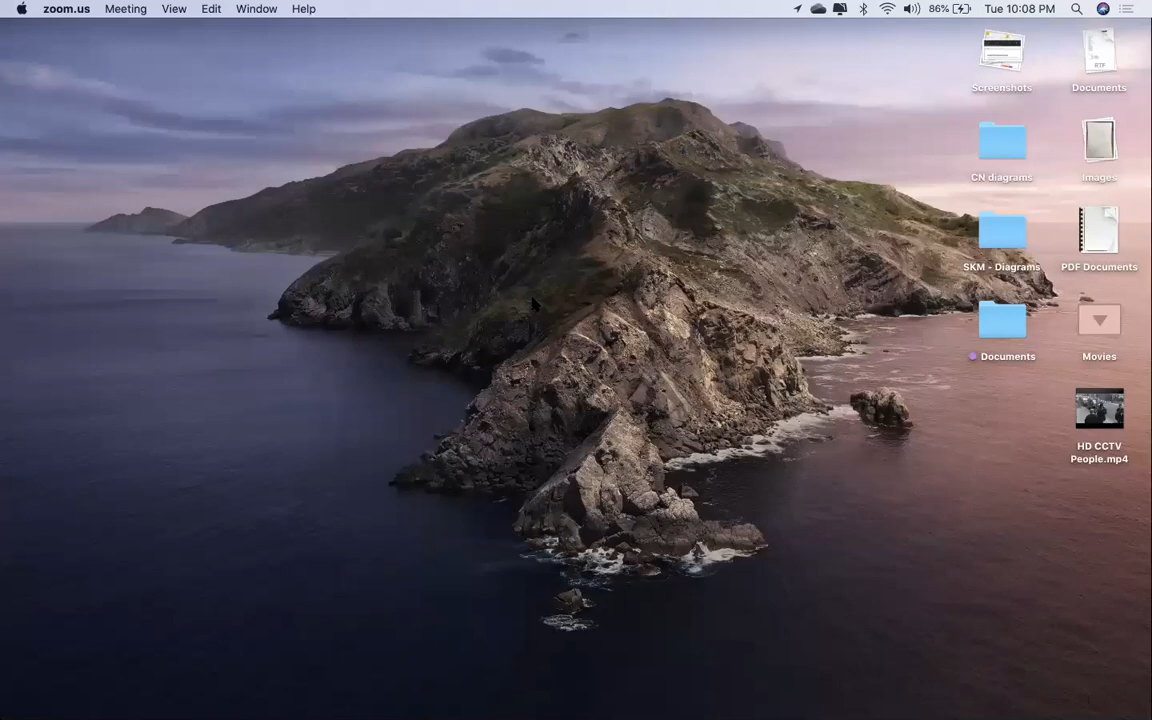 zoom.us Meeting View Edit Window Help 86% Tue 10:08 PM
Screenshots Documents
RTF
CN diagrams Images
SKM - Diagrams PDF Documents
Documents Movies
HD CCTV
People.mp4